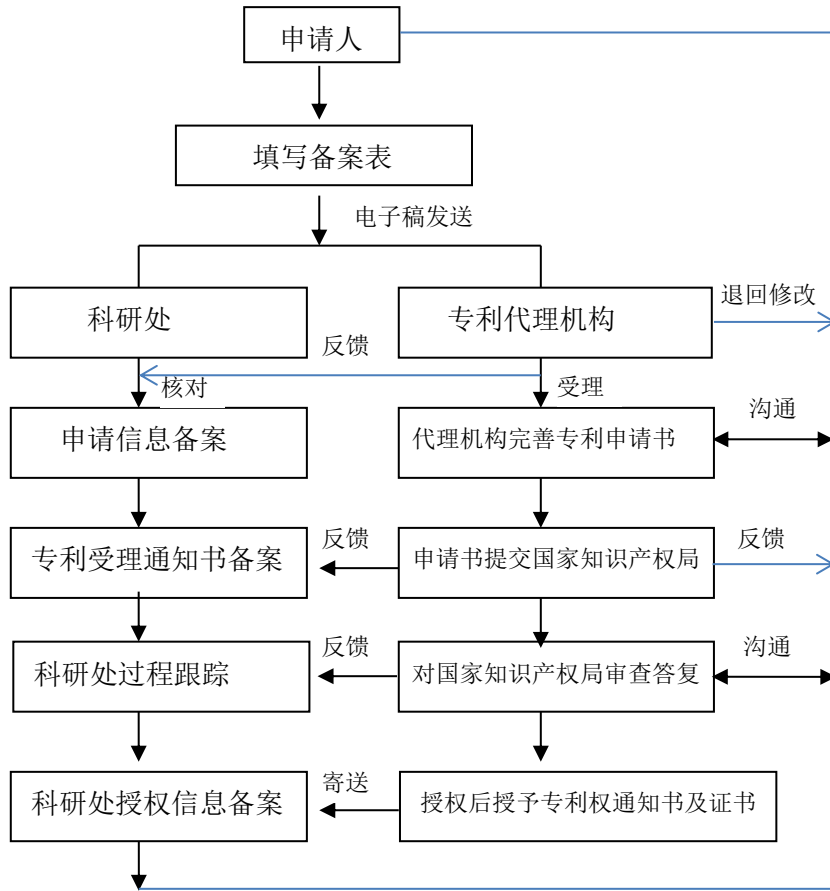 申请人
填写备案表
电子稿发送
科研处
专利代理机构
退回修改
反馈
核对
受理
申请信息备案
代理机构完善专利申请书
沟通
专利受理通知书备案
反馈
申请书提交国家知识产权局
反馈
科研处过程跟踪
反馈
对国家知识产权局审查答复
沟通
科研处授权信息备案
寄送
授权后授予专利权通知书及证书